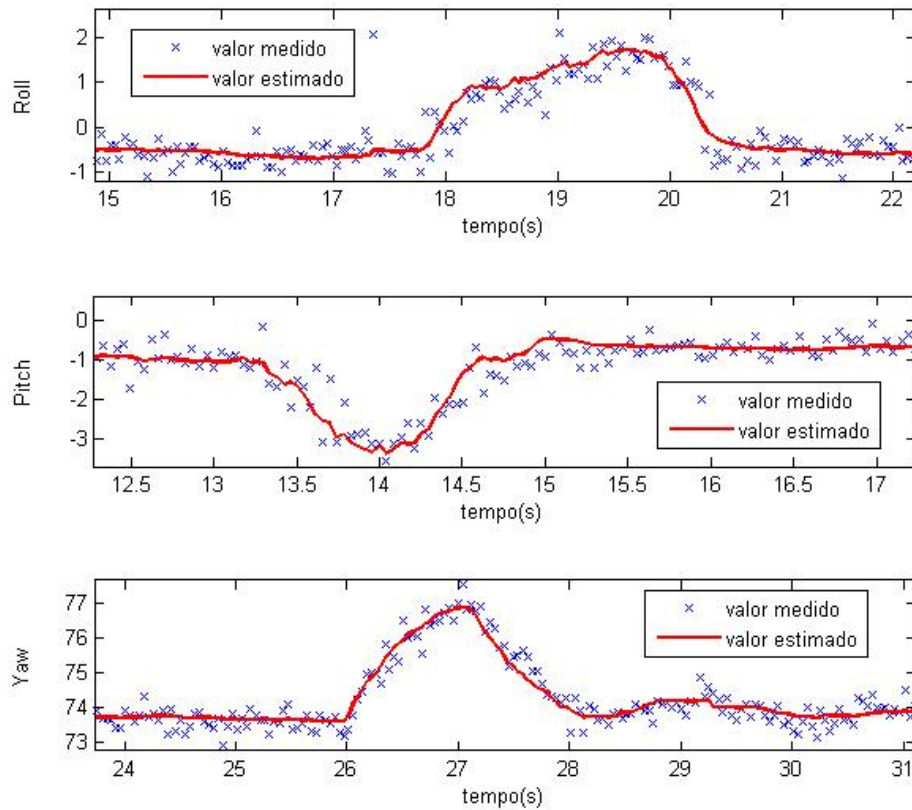 2
1
0
-1
Roll
valor medido
valor estimado
15 16 17 18 19 20 21 22
tempo(s)
0
-1
-2
-3
Pitch
valor medido
valor estimado
12.5 13 13.5 14 14.5 15 15.5 16 16.5 17
tempo(s)
77
76
75
74
73
Yaw
valor medido
valor estimado
24 25 26 27 28 29 30 31
tempo(s)